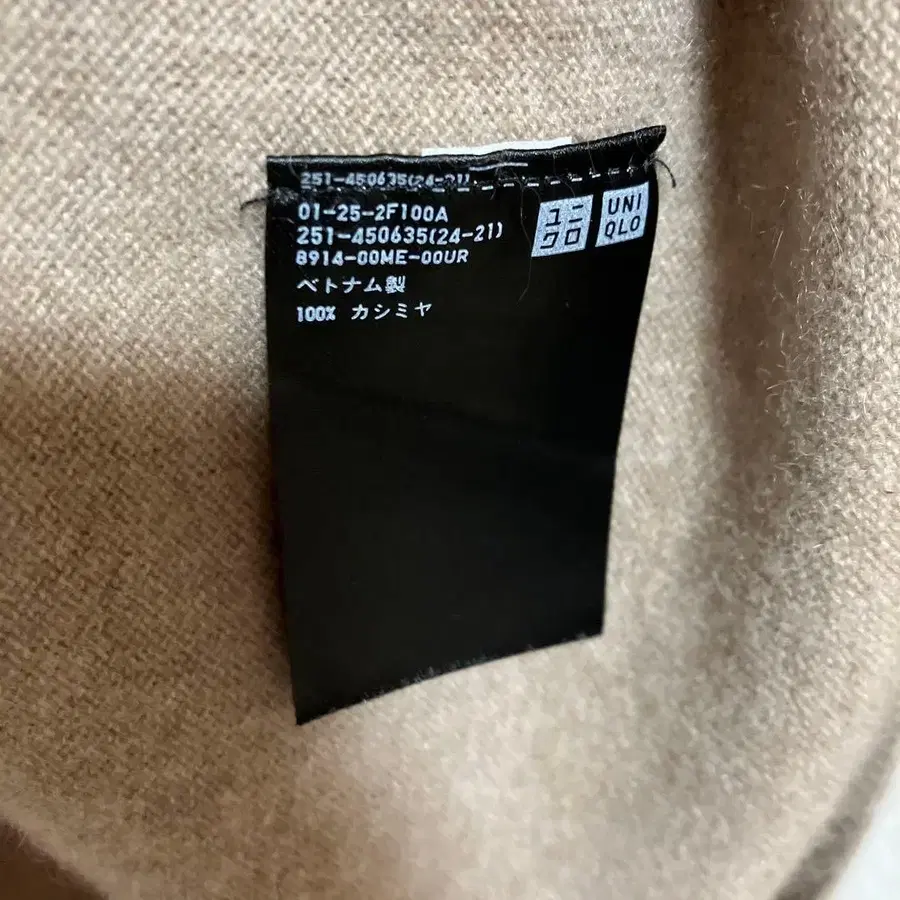 251-450635(24-21)
01-25-2F100A
251-450635(24-21)
8914-00ME-00UR
ベトナム製
100% カシミヤ
ユニ
クロ
UNI
QLO